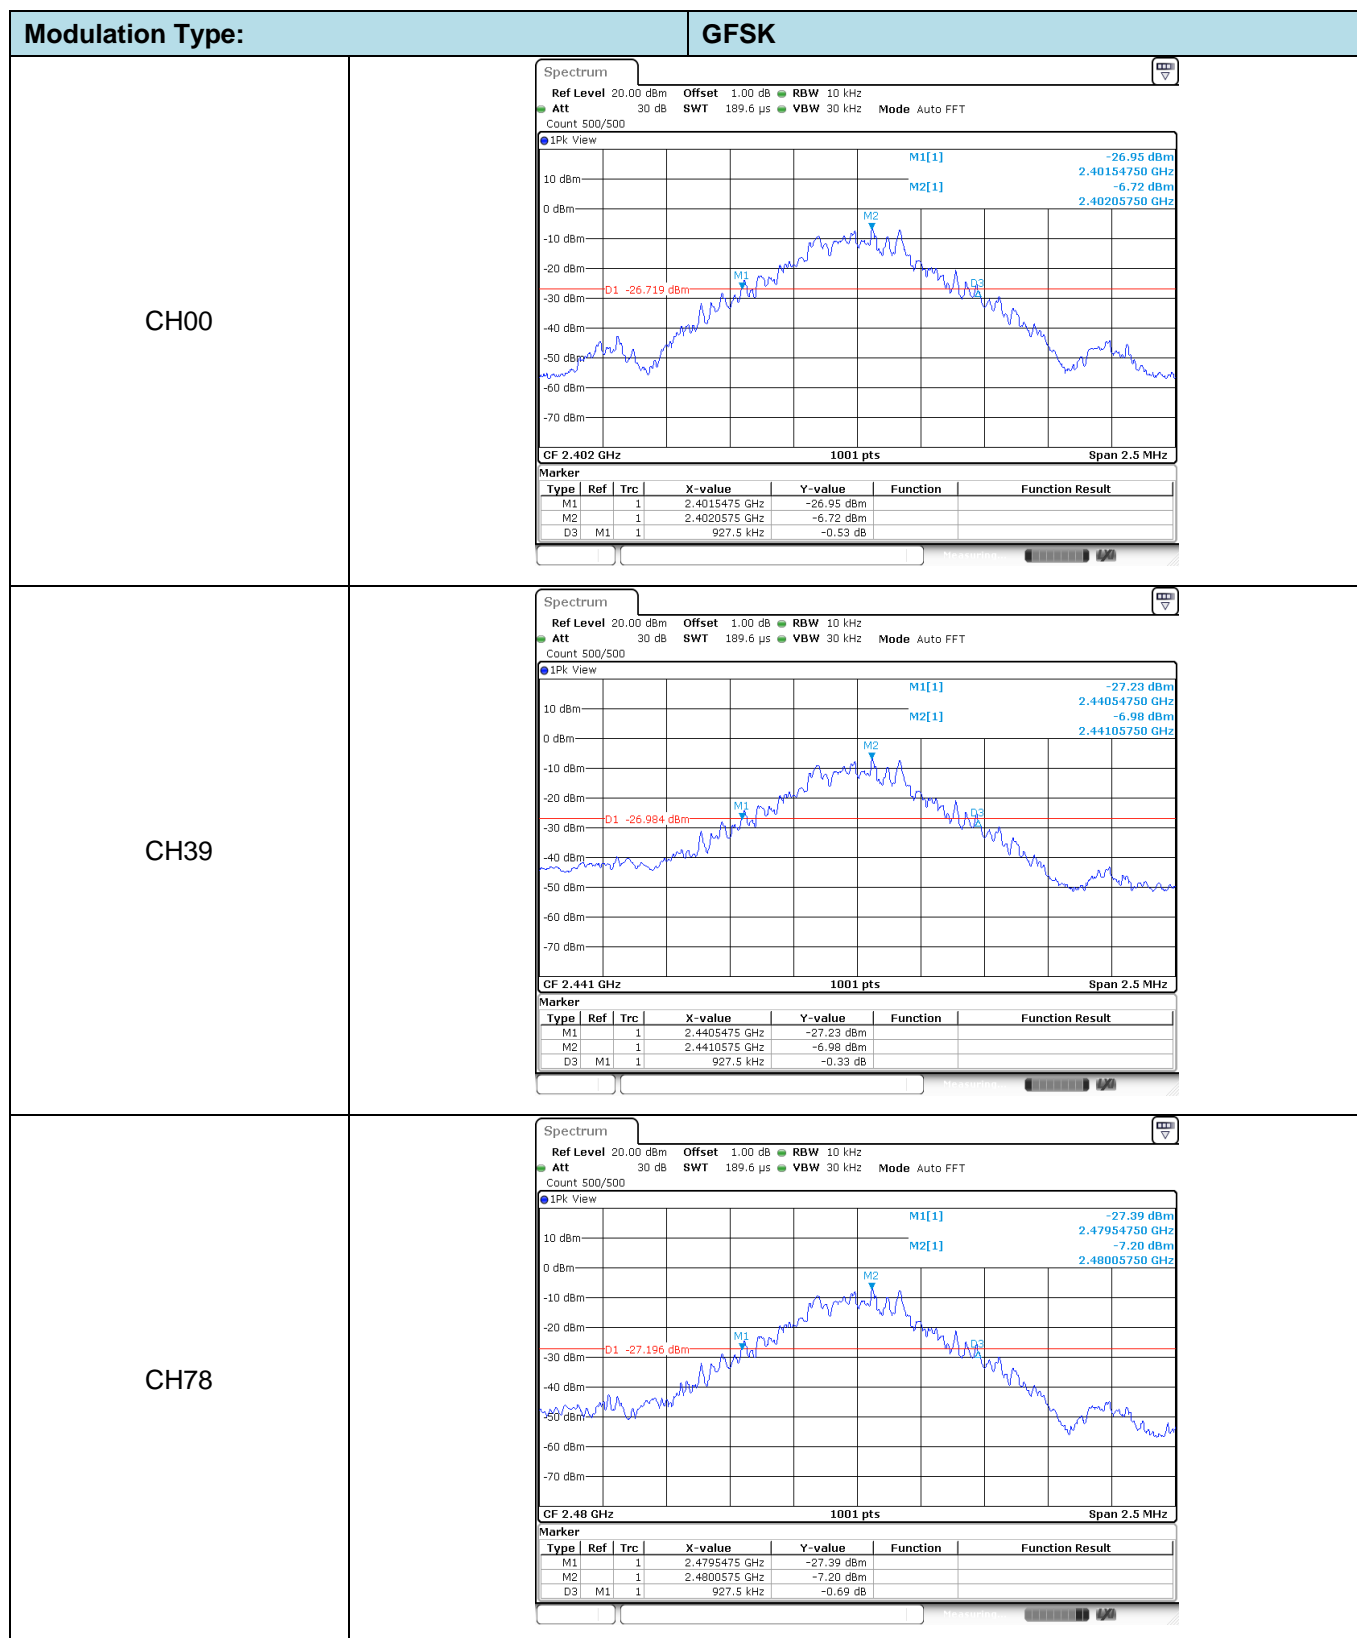 Modulation Type: GFSK
CH00
Spectrum
Ref Level 20.00 dBm Offset 1.00 dB RBW 10 kHz
Att 30 dB SWT 189.6 µs VBW 30 kHz Mode Auto FFT
Count 500/500
1Pk View
M1[1] -26.95 dBm
2.40154750 GHz
10 dBm
M2[1] -6.72 dBm
2.40205750 GHz
0 dBm
M2
-10 dBm
-20 dBm
M1
D3
D1 -26.719 dBm
-30 dBm
-40 dBm
-50 dBm
-60 dBm
-70 dBm
CF 2.402 GHz 1001 pts Span 2.5 MHz
Marker
Type Ref Trc X-value Y-value Function Function Result
M1 1 2.4015475 GHz -26.95 dBm
M2 1 2.4020575 GHz -6.72 dBm
D3 M1 1 927.5 kHz -0.53 dB
Measuring...
CH39
Spectrum
Ref Level 20.00 dBm Offset 1.00 dB RBW 10 kHz
Att 30 dB SWT 189.6 µs VBW 30 kHz Mode Auto FFT
Count 500/500
1Pk View
M1[1] -27.23 dBm
2.44054750 GHz
10 dBm
M2[1] -6.98 dBm
2.44105750 GHz
0 dBm
M2
-10 dBm
-20 dBm
M1
D3
D1 -26.984 dBm
-30 dBm
-40 dBm
-50 dBm
-60 dBm
-70 dBm
CF 2.441 GHz 1001 pts Span 2.5 MHz
Marker
Type Ref Trc X-value Y-value Function Function Result
M1 1 2.4405475 GHz -27.23 dBm
M2 1 2.4410575 GHz -6.98 dBm
D3 M1 1 927.5 kHz -0.33 dB
Measuring...
CH78
Spectrum
Ref Level 20.00 dBm Offset 1.00 dB RBW 10 kHz
Att 30 dB SWT 189.6 µs VBW 30 kHz Mode Auto FFT
Count 500/500
1Pk View
M1[1] -27.39 dBm
2.47954750 GHz
10 dBm
M2[1] -7.20 dBm
2.48005750 GHz
0 dBm
M2
-10 dBm
-20 dBm
M1
D3
D1 -27.196 dBm
-30 dBm
-40 dBm
-50 dBm
-60 dBm
-70 dBm
CF 2.48 GHz 1001 pts Span 2.5 MHz
Marker
Type Ref Trc X-value Y-value Function Function Result
M1 1 2.4795475 GHz -27.39 dBm
M2 1 2.4800575 GHz -7.20 dBm
D3 M1 1 927.5 kHz -0.69 dB
Measuring...